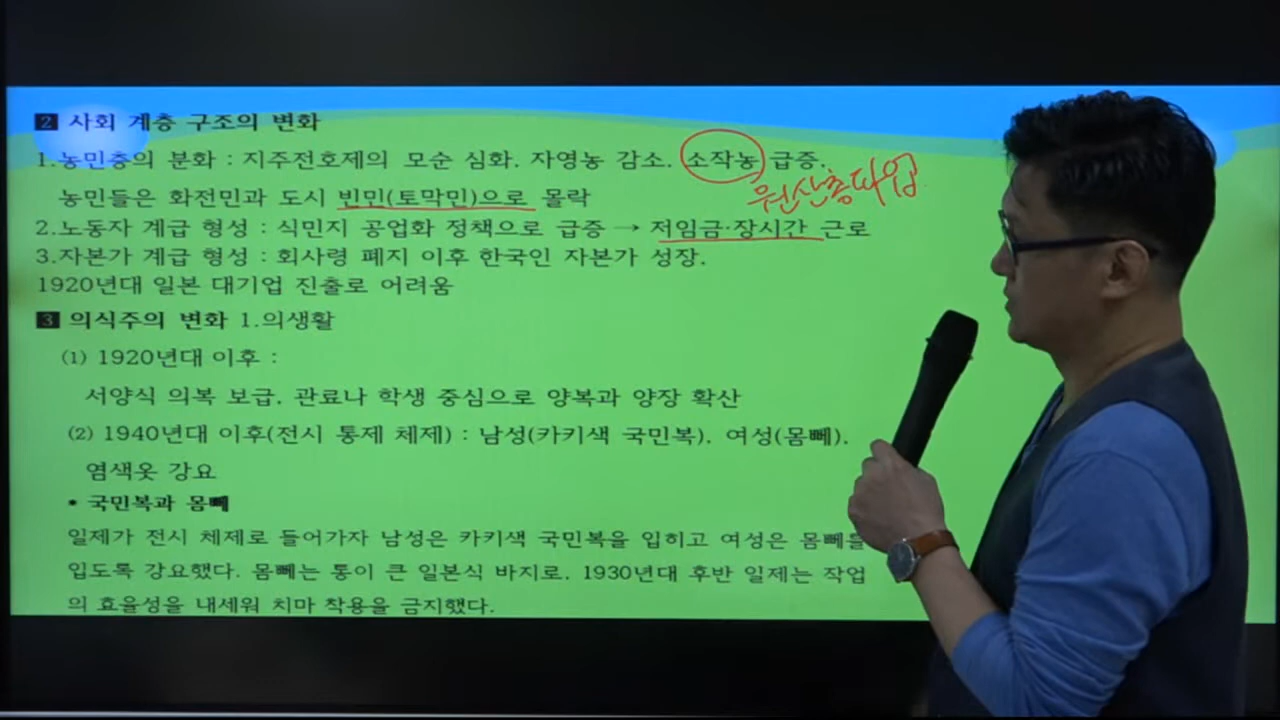 2 사회 계층 구조의 변화
1.농민층의 분화 : 지주전호제의 모순 심화. 자영농 감소. 소작농 급증.
원산총파업
농민들은 화전민과 도시 빈민(토막민)으로 몰락
2.노동자 계급 형성 : 식민지 공업화 정책으로 급증 → 저임금·장시간 근로
3.자본가 계급 형성 : 회사령 폐지 이후 한국인 자본가 성장.
1920년대 일본 대기업 진출로 어려움
3 의식주의 변화 1.의생활
(1) 1920년대 이후 :
서양식 의복 보급. 관료나 학생 중심으로 양복과 양장 확산
(2) 1940년대 이후(전시 통제 체제) : 남성(카키색 국민복). 여성(몸뻬).
염색옷 강요
• 국민복과 몸뻬
일제가 전시 체제로 들어가자 남성은 카키색 국민복을 입히고 여성은 몸뻬를
입도록 강요했다. 몸뻬는 통이 큰 일본식 바지로. 1930년대 후반 일제는 작업
의 효율성을 내세워 치마 착용을 금지했다.